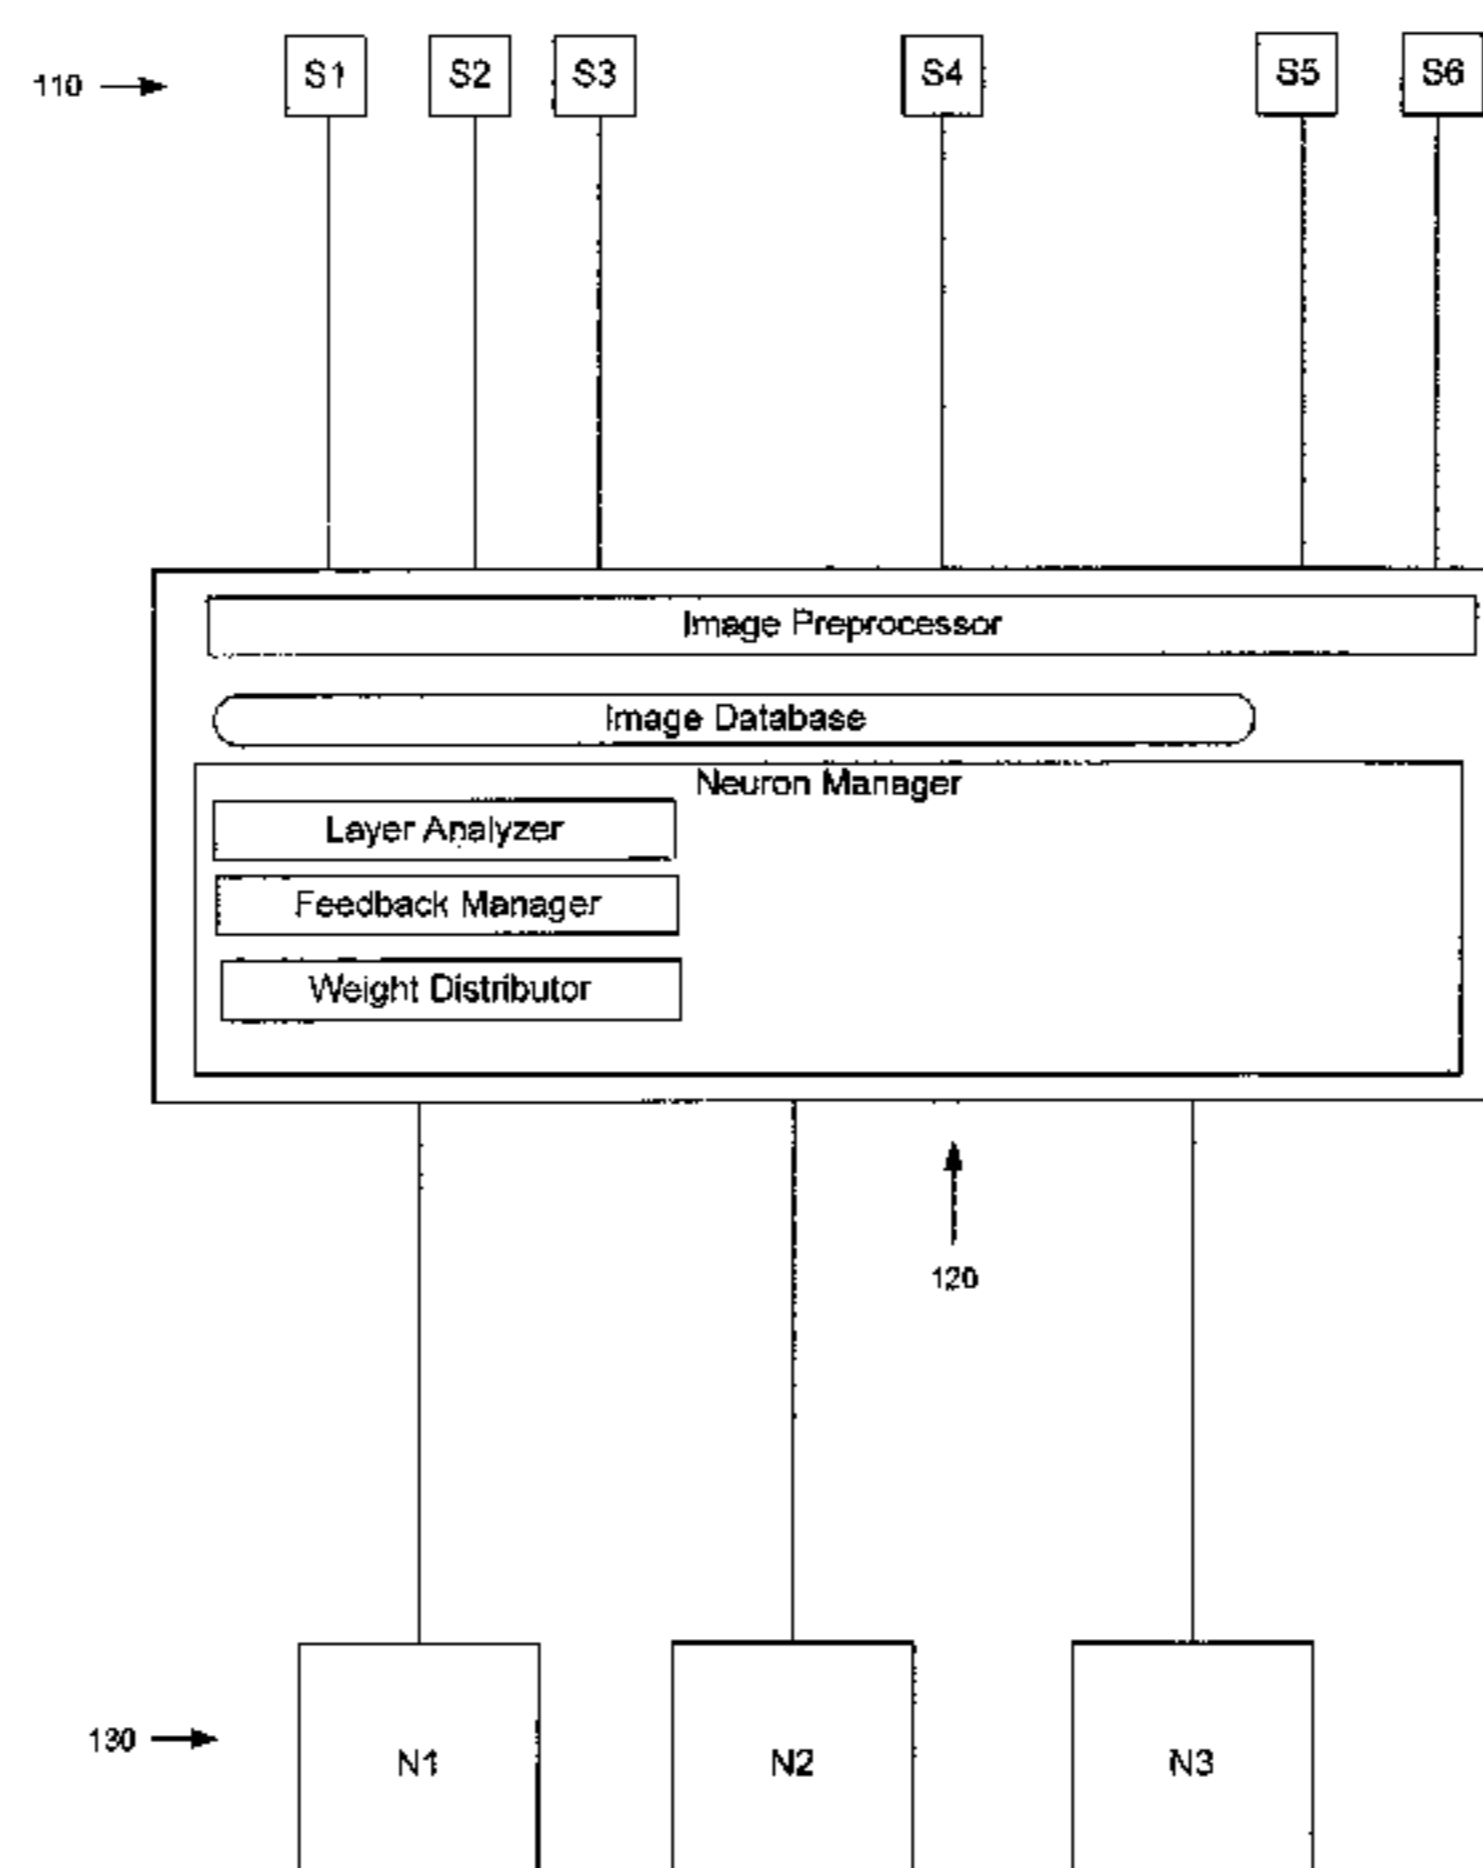 110 S1 S2 S3 S4 S5 S6
Image Preprocessor
Image Database
Neuron Manager
Layer Analyzer
Feedback Manager
Weight Distributor
120
130 N1 N2 N3